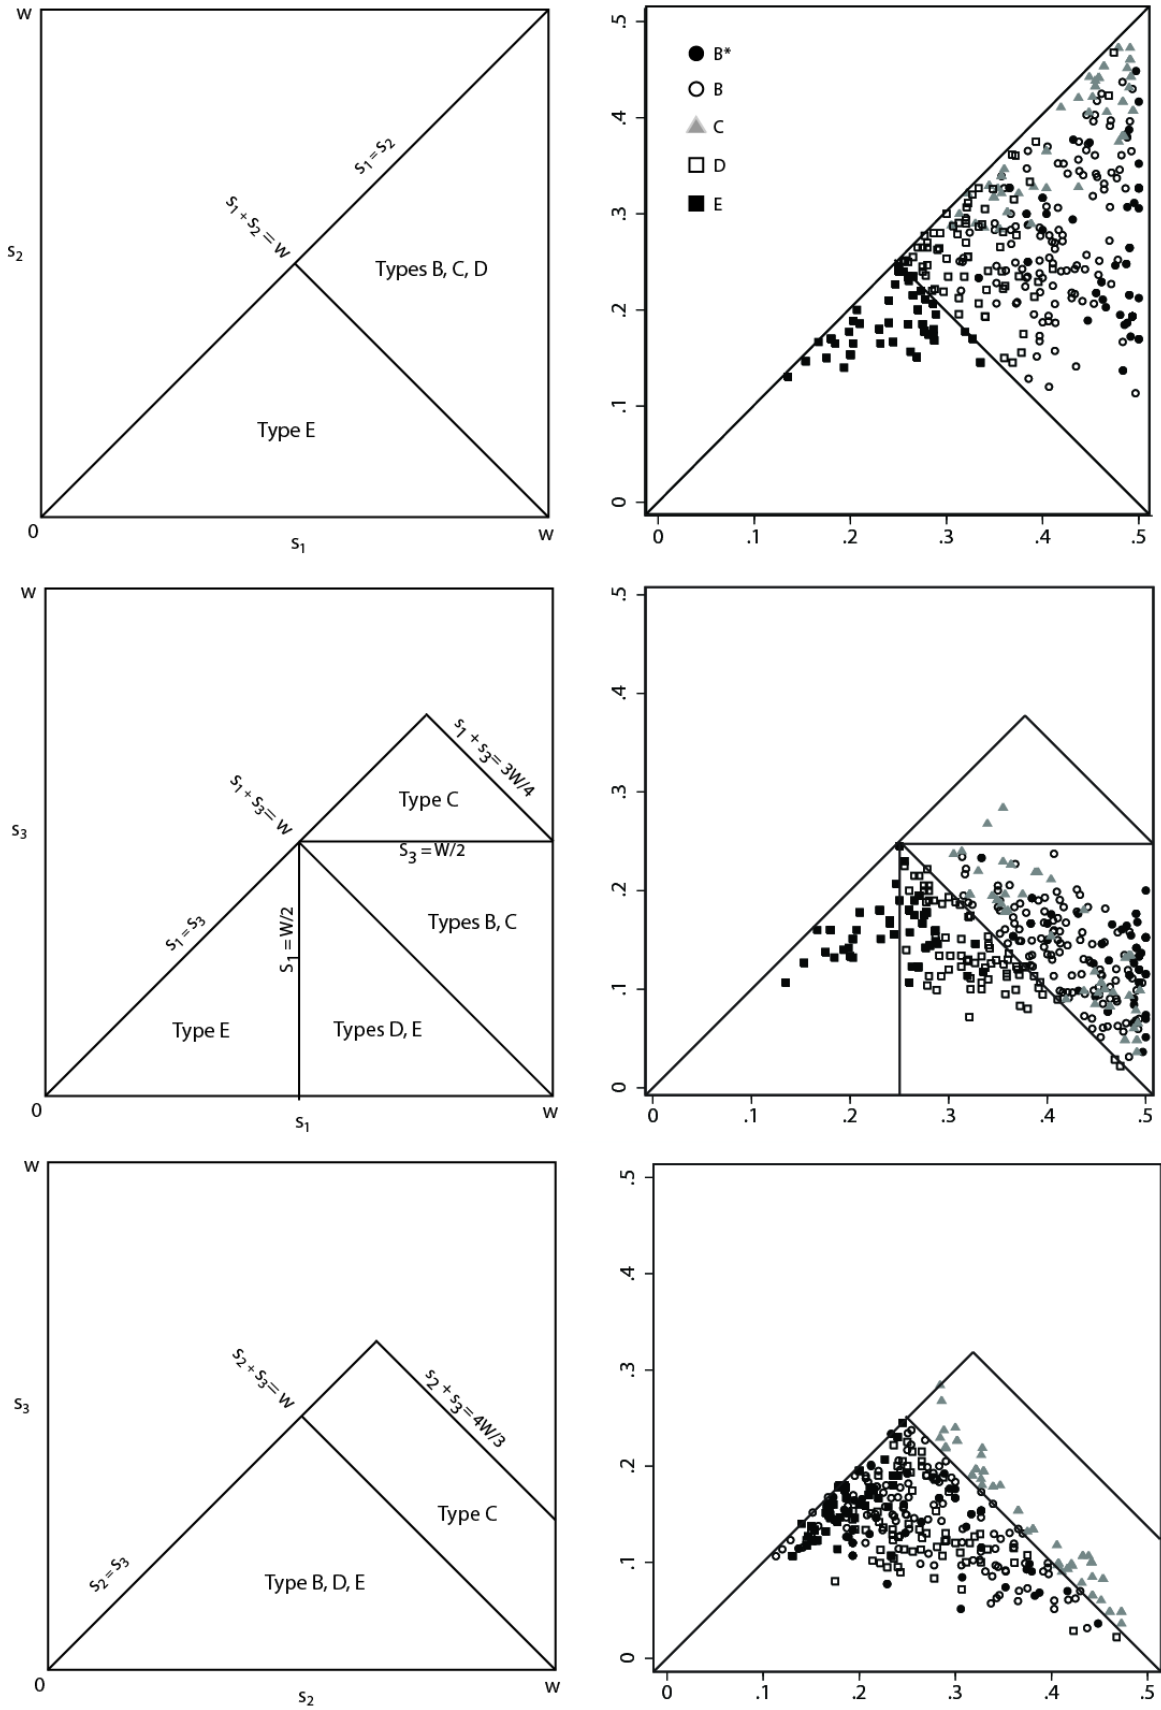 w
s₂
s₁ = s₂
s₁ + s₂ = w
Types B, C, D
Type E
0
s₁
w
.5
.4
.3
.2
.1
0
B*
B
C
D
E
0
.1
.2
.3
.4
.5
w
s₃
s₁ + s₃ = w
s₁ + s₃ = 3W/4
Type C
s₃ = W/2
s₁ = s₃
s₁ = W/2
Types B, C
Type E
Types D, E
0
s₁
w
.5
.4
.3
.2
.1
0
0
.1
.2
.3
.4
.5
w
s₃
s₂ + s₃ = w
s₂ + s₃ = 4W/3
Type C
s₂ = s₃
Type B, D, E
0
s₂
w
.5
.4
.3
.2
.1
0
0
.1
.2
.3
.4
.5